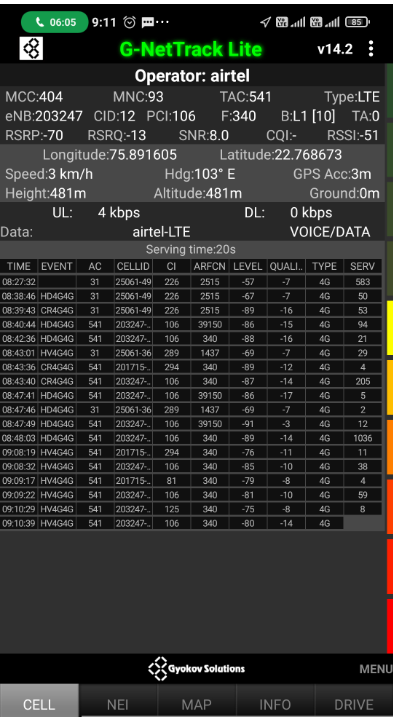 06:05 9:11
85
G-NetTrack Lite v14.2
Operator: airtel
MCC:404 MNC:93 TAC:541 Type:LTE
eNB:203247 CID:12 PCI:106 F:340 B:L1 [10] TA:0
RSRP:-70 RSRQ:-13 SNR:8.0 CQI:- RSSI:-51
Longitude:75.891605 Latitude:22.768673
Speed:3 km/h Hdg:103° E GPS Acc:3m
Height:481m Altitude:481m Ground:0m
UL: 4 kbps DL: 0 kbps
Data: airtel-LTE VOICE/DATA
Serving time:20s
TIME EVENT AC CELLID CI ARFCN LEVEL QUALI.. TYPE SERV
08:27:32 31 25061-49 226 2515 -57 -7 4G 583
08:38:46 HD4G4G 31 25061-49 226 2515 -67 -7 4G 50
08:39:43 CR4G4G 31 25061-49 226 2515 -89 -16 4G 53
08:40:44 HD4G4G 541 203247-.. 106 39150 -86 -15 4G 94
08:42:36 HD4G4G 541 203247-.. 106 340 -88 -16 4G 21
08:43:01 HV4G4G 31 25061-36 289 1437 -69 -7 4G 29
08:43:36 CR4G4G 541 201715-.. 294 340 -89 -12 4G 4
08:43:40 CR4G4G 541 203247-.. 106 340 -87 -14 4G 205
08:47:41 HD4G4G 541 203247-.. 106 39150 -86 -17 4G 5
08:47:46 HD4G4G 31 25061-36 289 1437 -69 -7 4G 2
08:47:49 HD4G4G 541 203247-.. 106 39150 -91 -3 4G 12
08:48:03 HD4G4G 541 203247-.. 106 340 -89 -14 4G 1036
09:08:19 HV4G4G 541 201715-.. 294 340 -76 -11 4G 11
09:08:32 HV4G4G 541 203247-.. 106 340 -85 -10 4G 38
09:09:17 HV4G4G 541 201715-.. 81 340 -79 -8 4G 4
09:09:22 HV4G4G 541 203247-.. 106 340 -81 -10 4G 59
09:10:29 HV4G4G 541 203247-.. 125 340 -75 -8 4G 8
09:10:39 HV4G4G 541 203247-.. 106 340 -80 -14 4G
Gyokov Solutions MENU
CELL NEI MAP INFO DRIVE